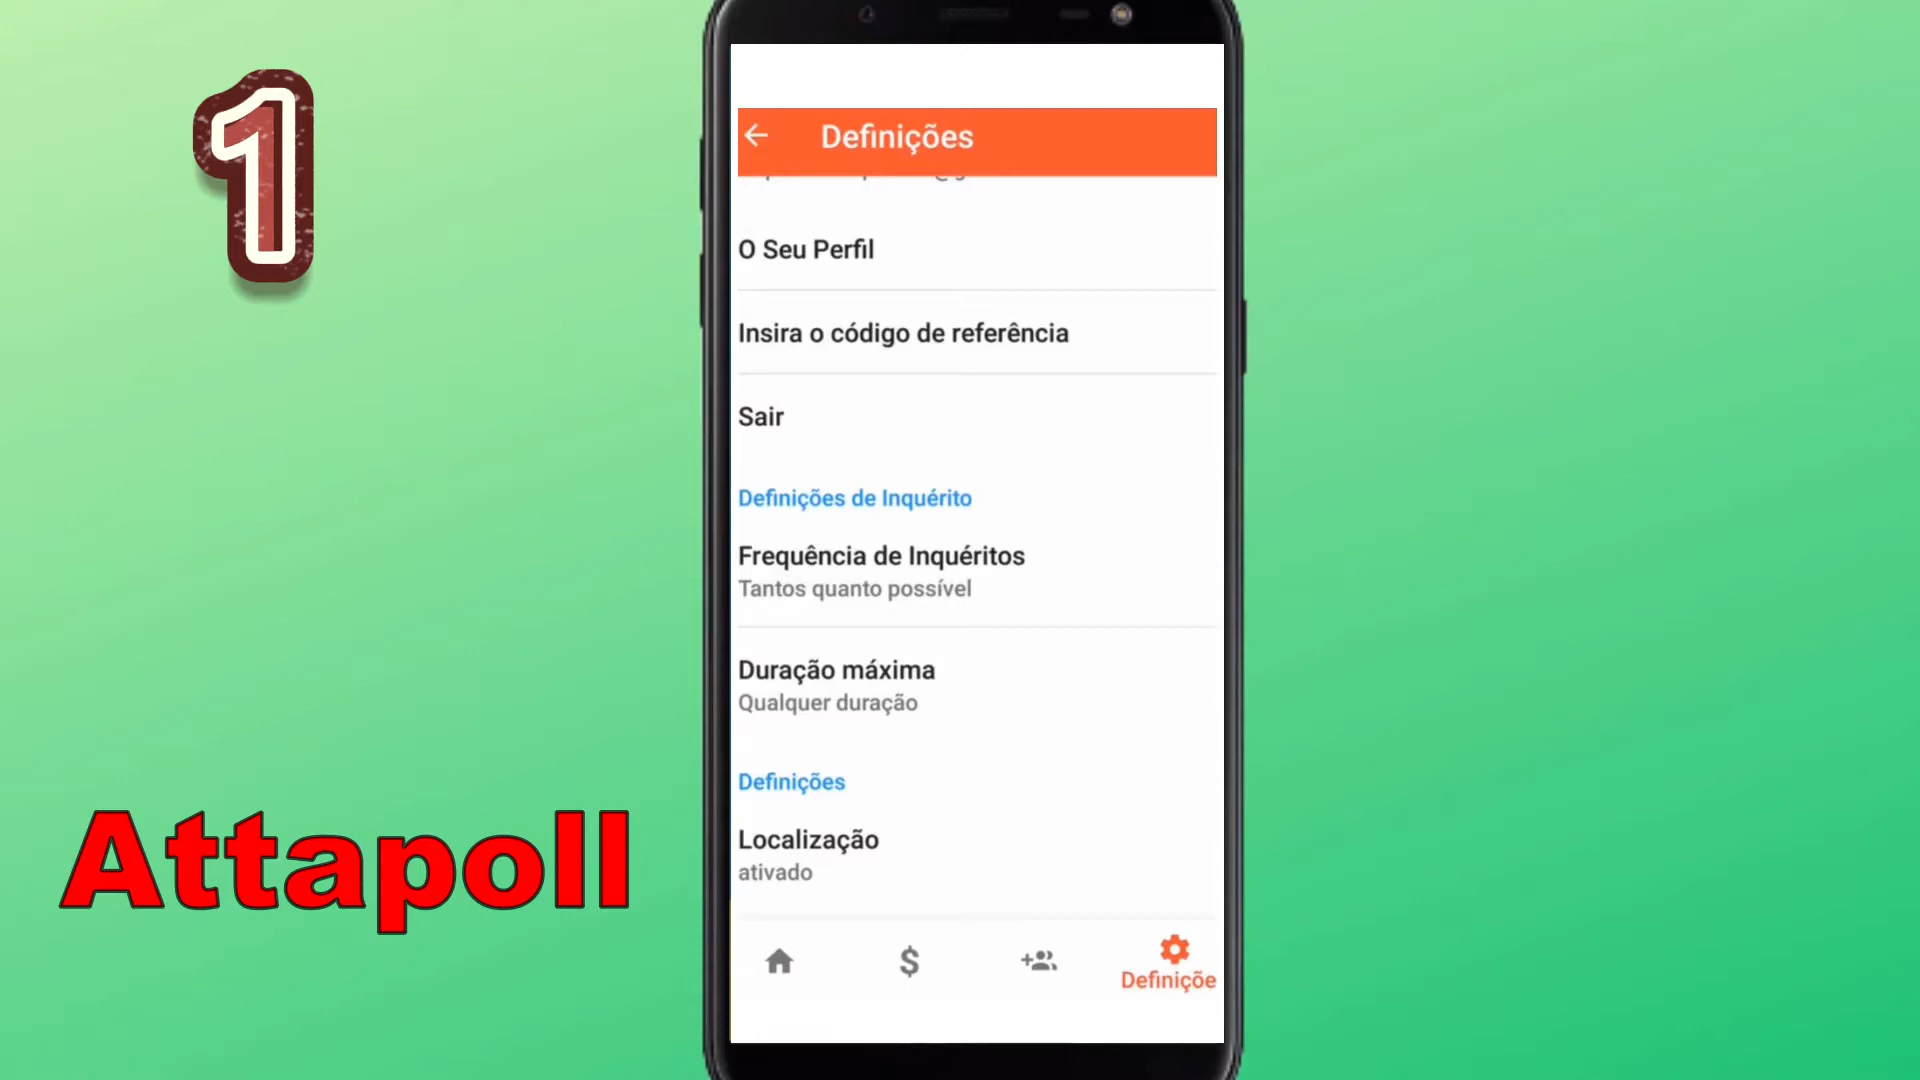 1
Definições
O Seu Perfil
Insira o código de referência
Sair
Definições de Inquérito
Frequência de Inquéritos
Tantos quanto possível
Duração máxima
Qualquer duração
Definições
Localização
ativado
Definiçõe
Attapoll